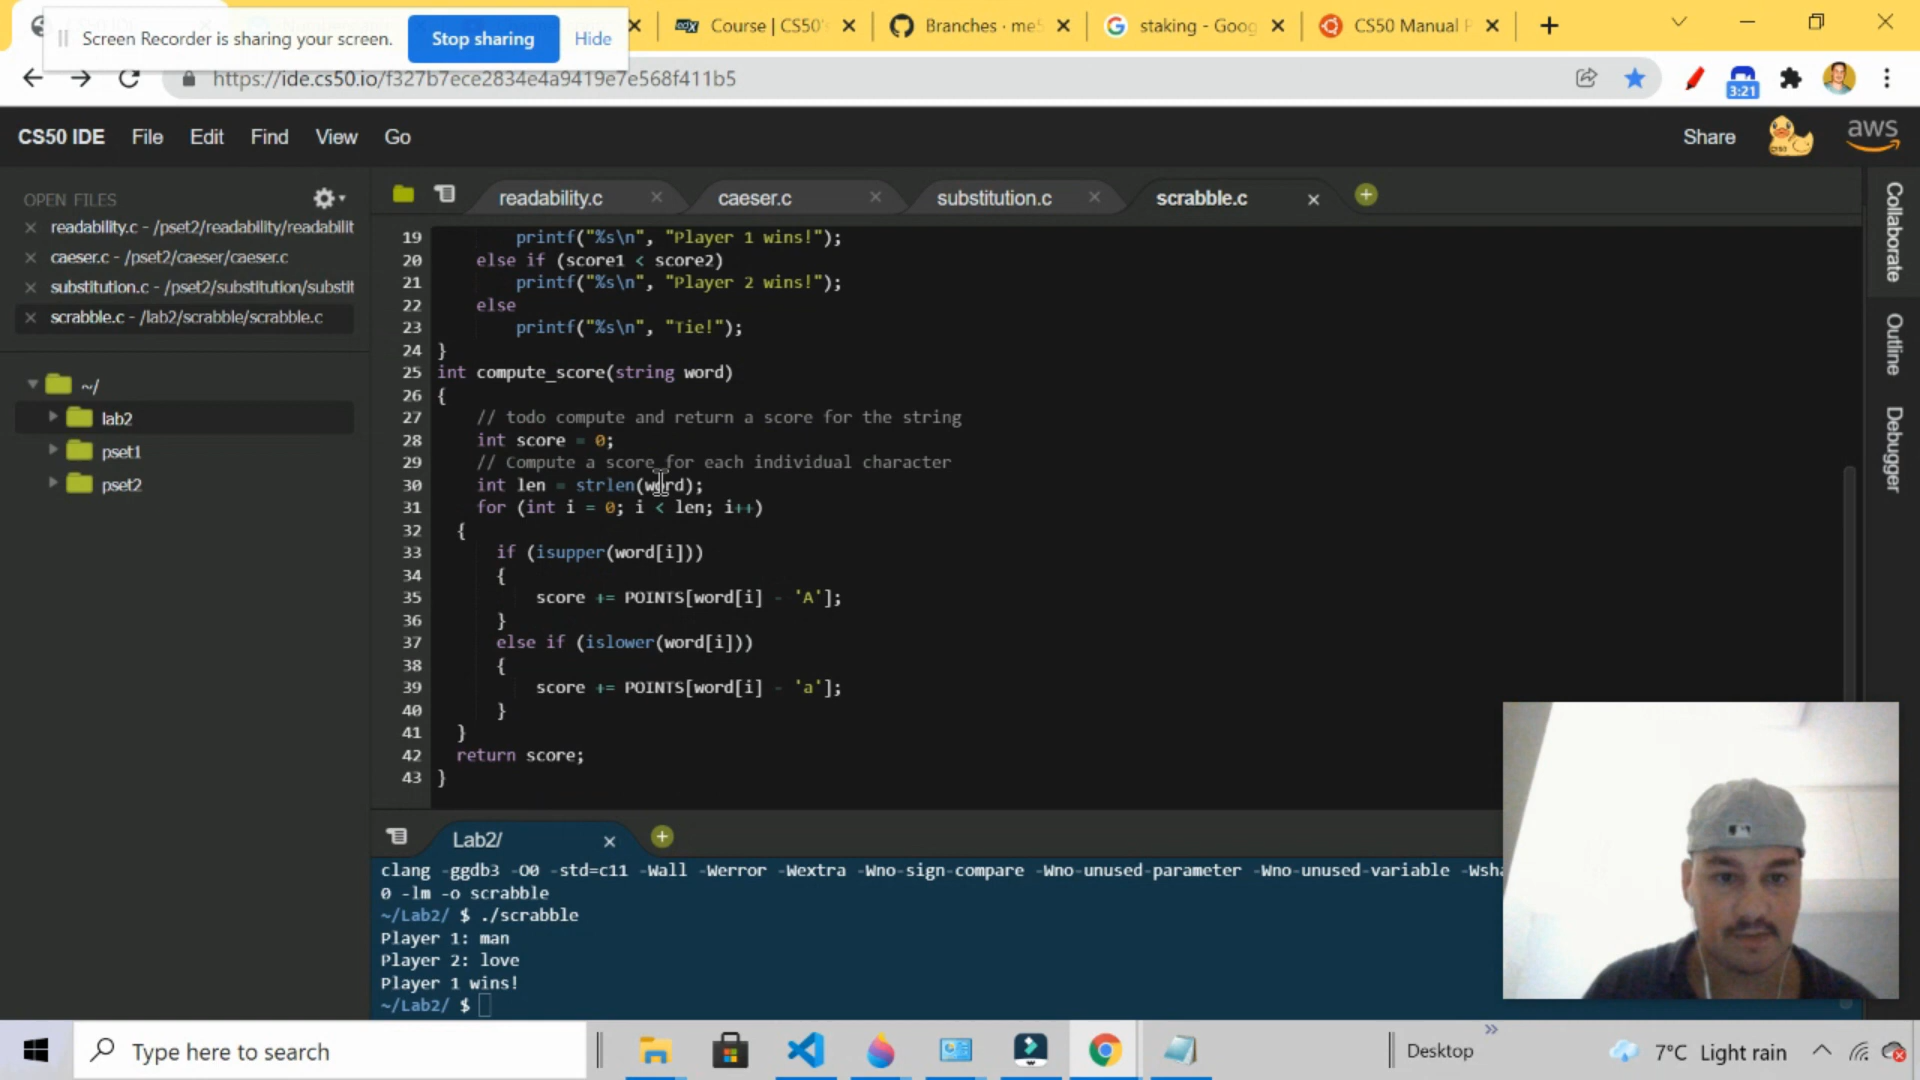 Screen Recorder is sharing your screen.
Stop sharing
Hide
Course | CS50's
Branches · me5
staking - Goog
CS50 Manual P
https://ide.cs50.io/f327b7ece2834e4a9419e7e568f411b5
3:21
CS50 IDE
File
Edit
Find
View
Go
Share
aws
OPEN FILES
readability.c - /pset2/readability/readabilit
caeser.c - /pset2/caeser/caeser.c
substitution.c - /pset2/substitution/substit
scrabble.c - /lab2/scrabble/scrabble.c
~/
lab2
pset1
pset2
readability.c
caeser.c
substitution.c
scrabble.c
19 printf("%s\n", "Player 1 wins!");
20 else if (score1 < score2)
21 printf("%s\n", "Player 2 wins!");
22 else
23 printf("%s\n", "Tie!");
24 }
25 int compute_score(string word)
26 {
27 // todo compute and return a score for the string
28 int score = 0;
29 // Compute a score for each individual character
30 int len = strlen(word);
31 for (int i = 0; i < len; i++)
32 {
33 if (isupper(word[i]))
34 {
35 score += POINTS[word[i] - 'A'];
36 }
37 else if (islower(word[i]))
38 {
39 score += POINTS[word[i] - 'a'];
40 }
41 }
42 return score;
43 }
Collaborate
Outline
Debugger
Lab2/
clang -ggdb3 -O0 -std=c11 -Wall -Werror -Wextra -Wno-sign-compare -Wno-unused-parameter -Wno-unused-variable -Wsha
0 -lm -o scrabble
~/Lab2/ $ ./scrabble
Player 1: man
Player 2: love
Player 1 wins!
~/Lab2/ $
Type here to search
Desktop
7°C Light rain